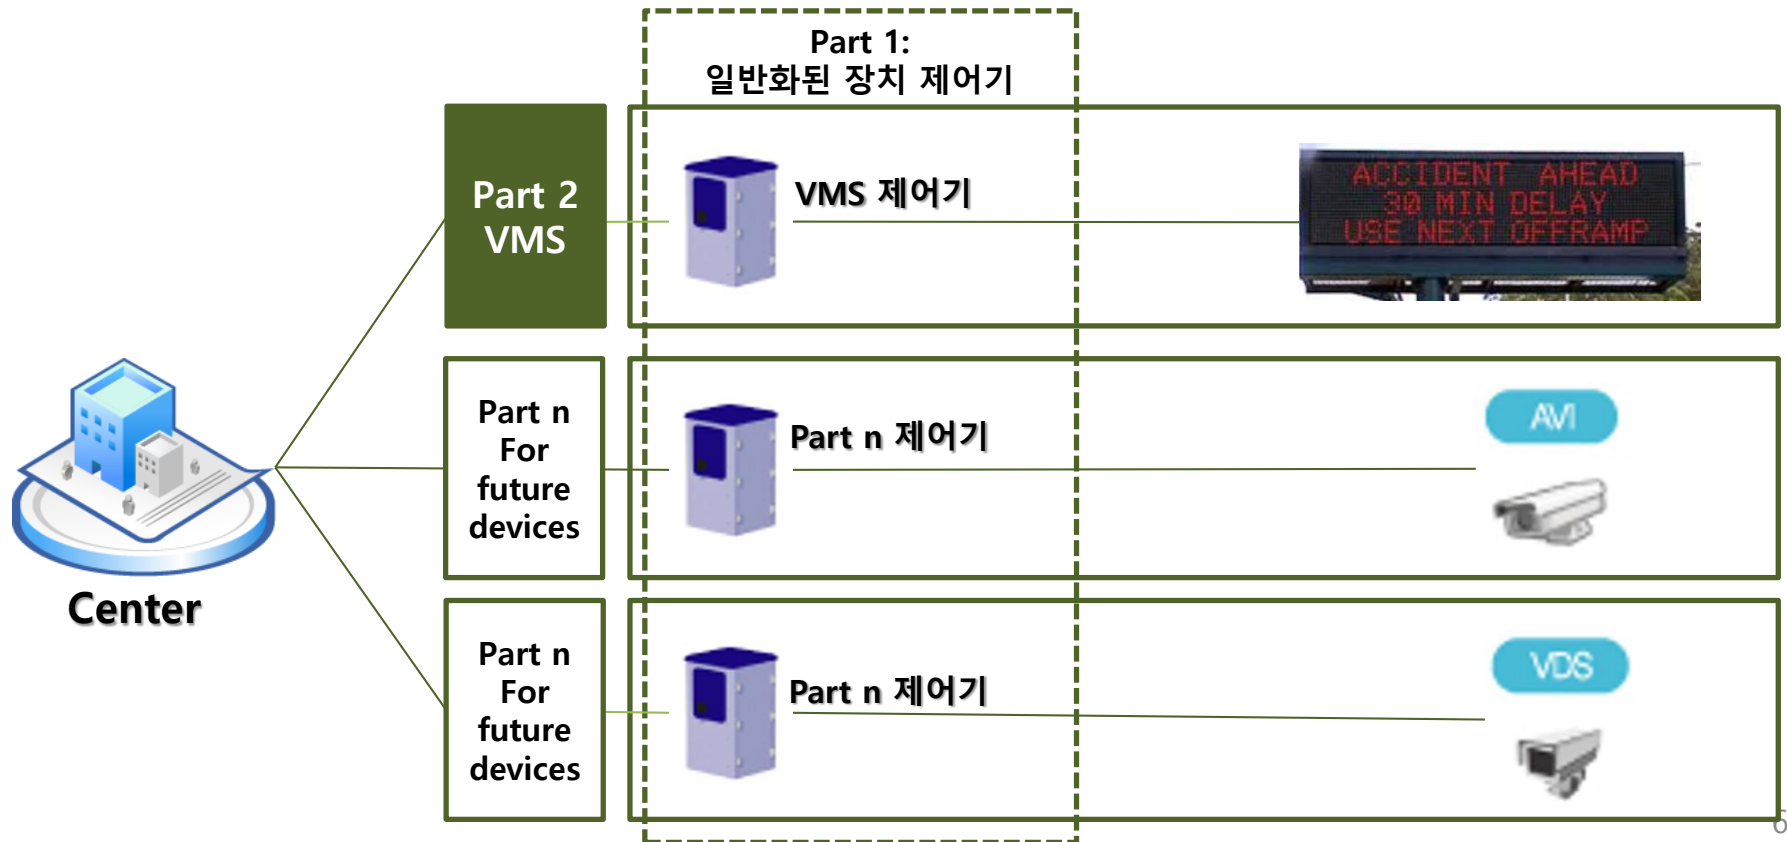 Part 1:
일반화된 장치 제어기
Part 2
VMS
VMS 제어기
ACCIDENT AHEAD
30 MIN DELAY
USE NEXT OFFRAMP
Part n
For
future
devices
Part n 제어기
AVI
Center
Part n
For
future
devices
Part n 제어기
VDS
6